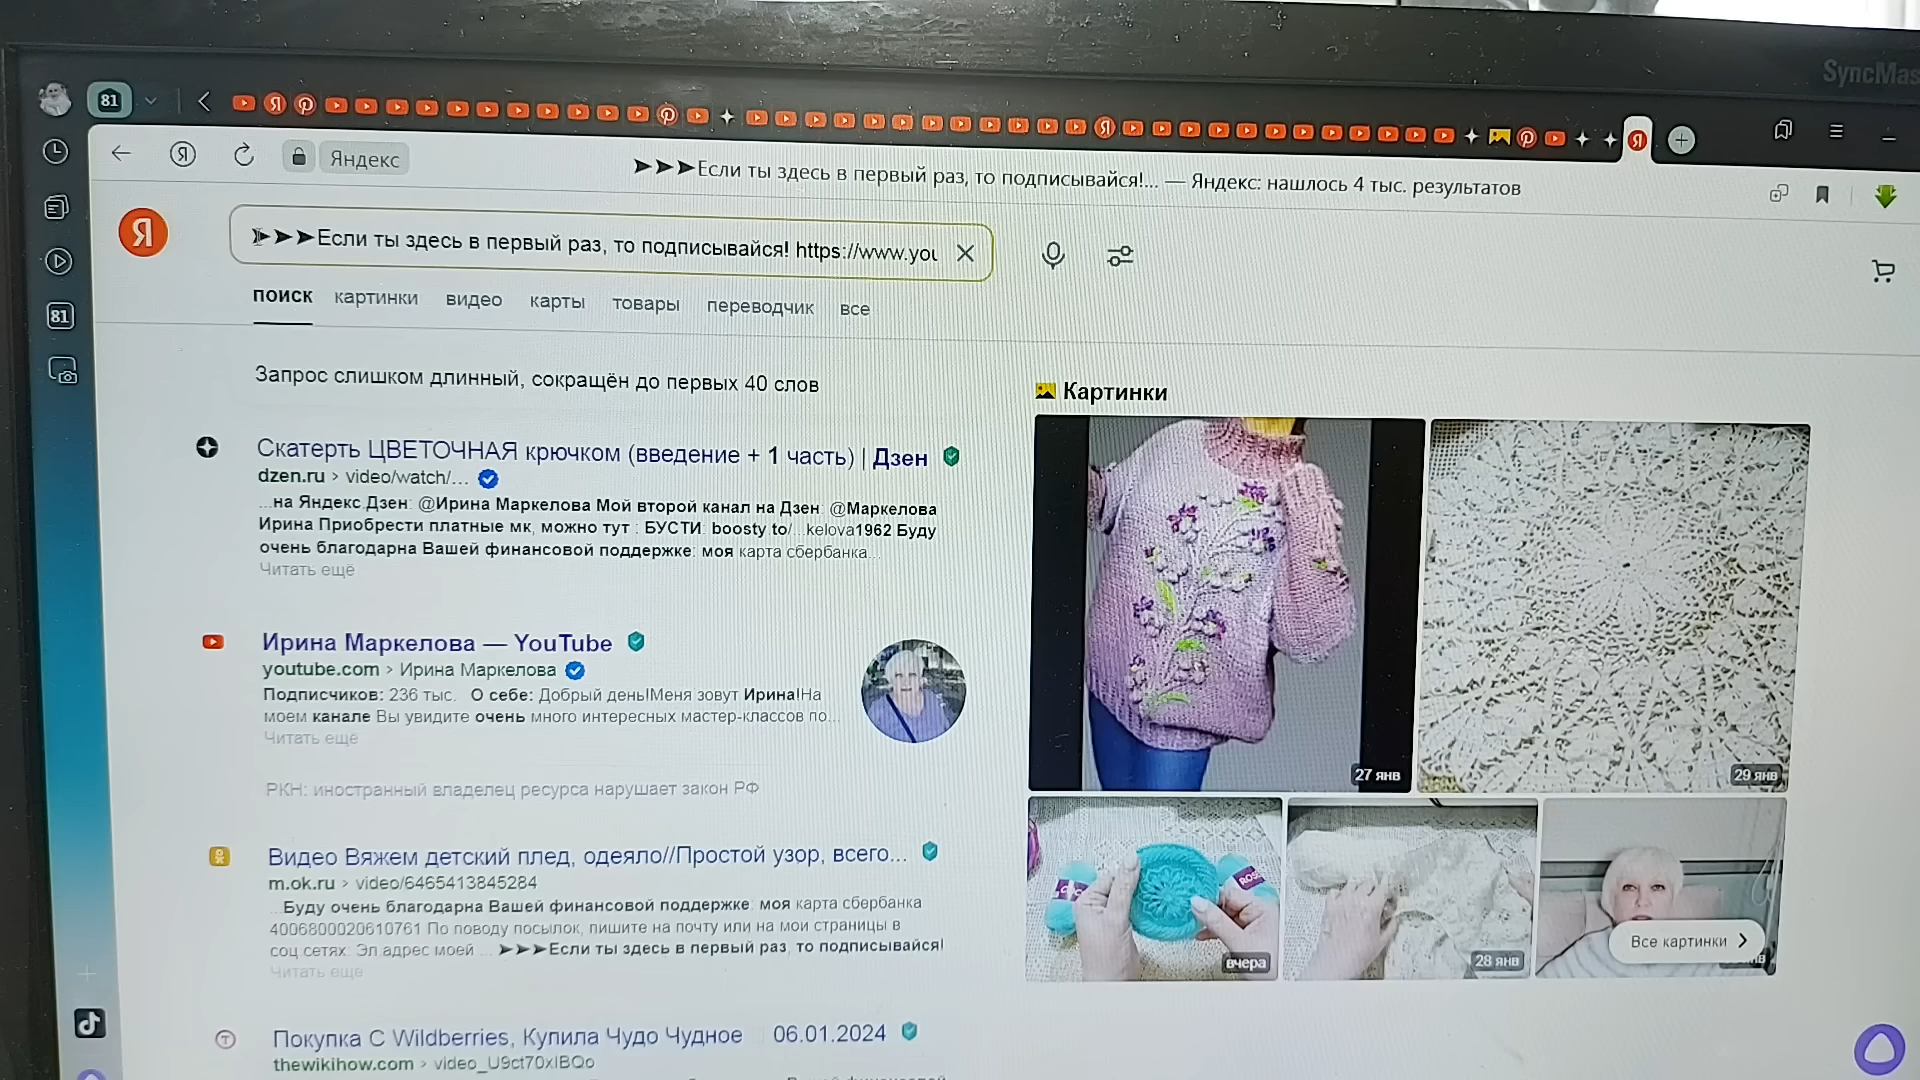 SyncMas
81
➤➤➤Если ты здесь в первый раз, то подписывайся!... — Яндекс: нашлось 4 тыс. результатов
Я
Яндекс
Я
➤➤➤Если ты здесь в первый раз, то подписывайся! https://www.you
поиск картинки видео карты товары переводчик все
81
Запрос слишком длинный, сокращён до первых 40 слов
Скатерть ЦВЕТОЧНАЯ крючком (введение + 1 часть) | Дзен
dzen.ru › video/watch/...
...на Яндекс.Дзен: @Ирина Маркелова Мой второй канал на Дзен: @Маркелова
Ирина Приобрести платные мк, можно тут : БУСТИ: boosty.to/...kelova1962 Буду
очень благодарна Вашей финансовой поддержке: моя карта сбербанка...
Читать ещё
Ирина Маркелова — YouTube
youtube.com › Ирина Маркелова
Подписчиков: 236 тыс. О себе: Добрый день!Меня зовут Ирина!На
моем канале Вы увидите очень много интересных мастер-классов по...
Читать ещё
РКН: иностранный владелец ресурса нарушает закон РФ
Видео Вяжем детский плед, одеяло//Простой узор, всего...
m.ok.ru › video/6465413845284
...Буду очень благодарна Вашей финансовой поддержке: моя карта сбербанка
4006800020610761 По поводу посылок, пишите на почту или на мои страницы в
соц сетях: Эл адрес моей ... ➤➤➤Если ты здесь в первый раз, то подписывайся!
Читать ещё
Покупка С Wildberries, Купила Чудо Чудное 06.01.2024
thewikihow.com › video_U9ct70xIBQo
Картинки
27 янв
29 янв
вчера
28 янв
Все картинки